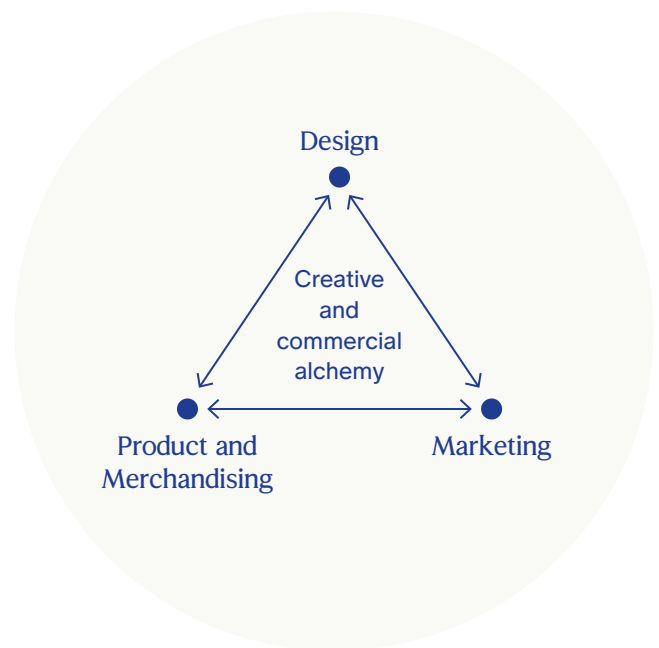 Design
Creative
and
commercial
alchemy
Product and
Merchandising
Marketing